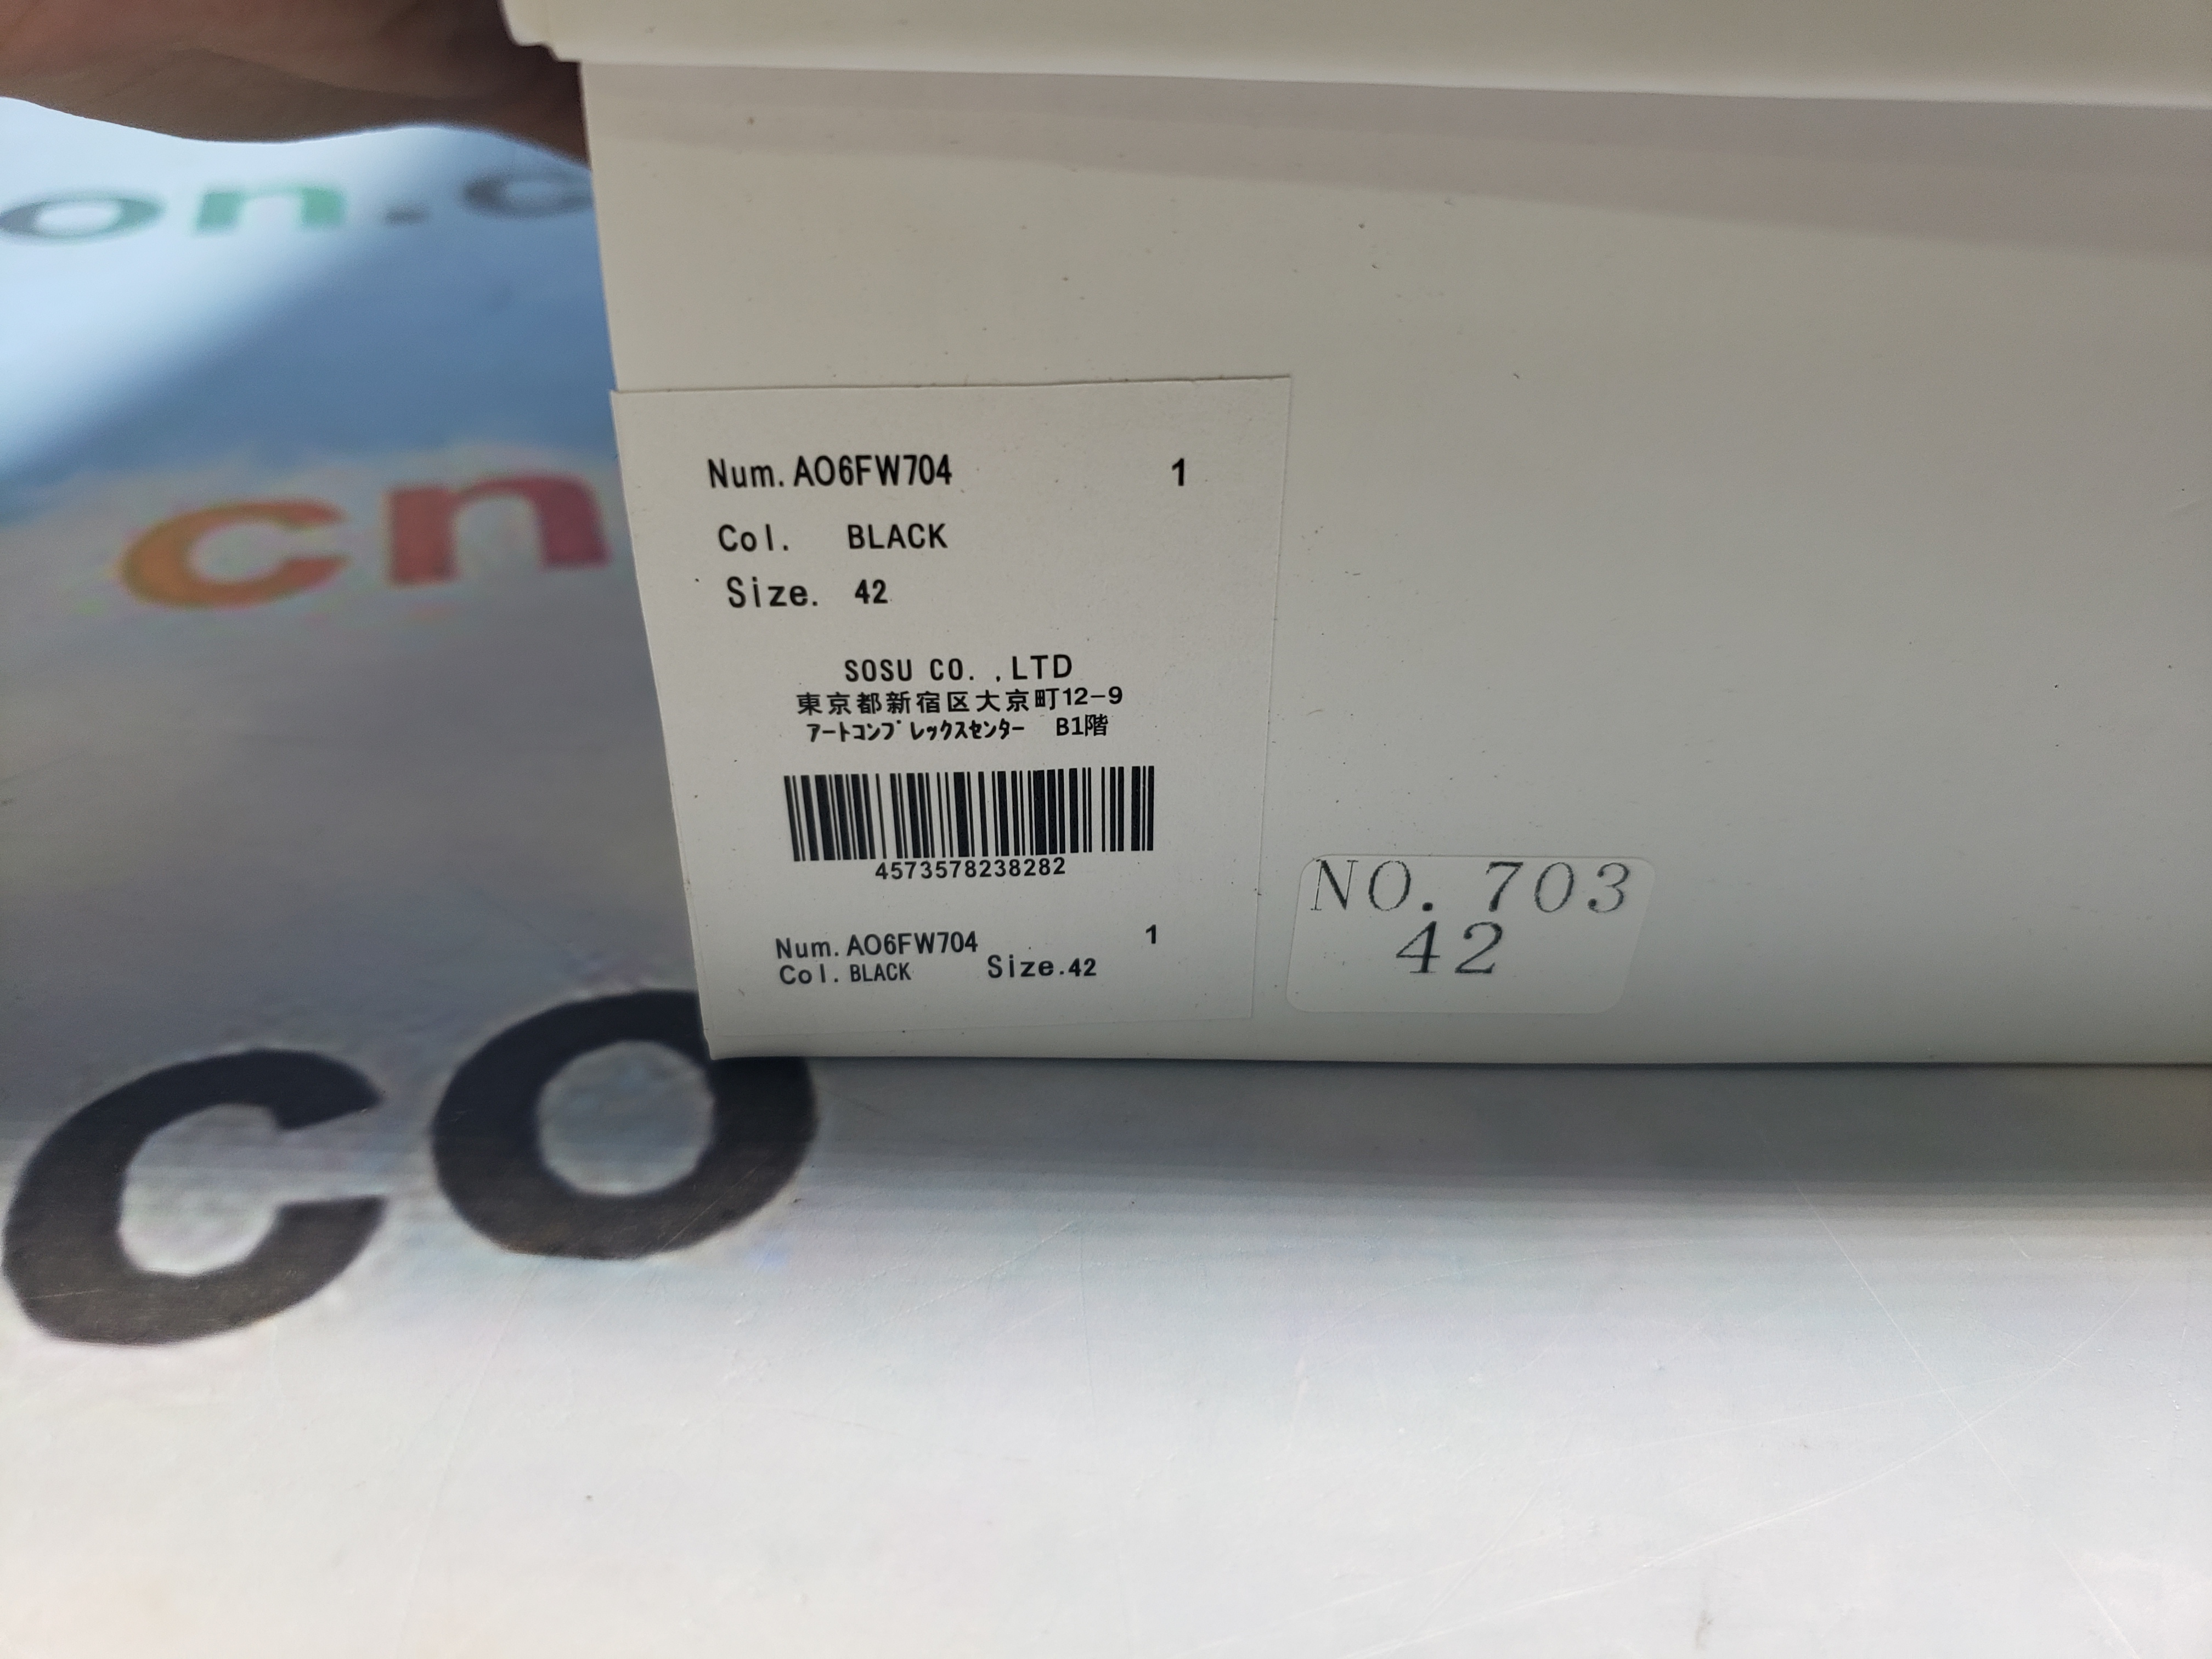 on.c
cn
co
Num. A06FW704 1
Col. BLACK
Size. 42
SOSU CO. ,LTD
東京都新宿区大京町12-9
アートコンプレックスセンター B1階
4573578238282
Num. A06FW704 1
Col. BLACK Size.42
NO. 703
42